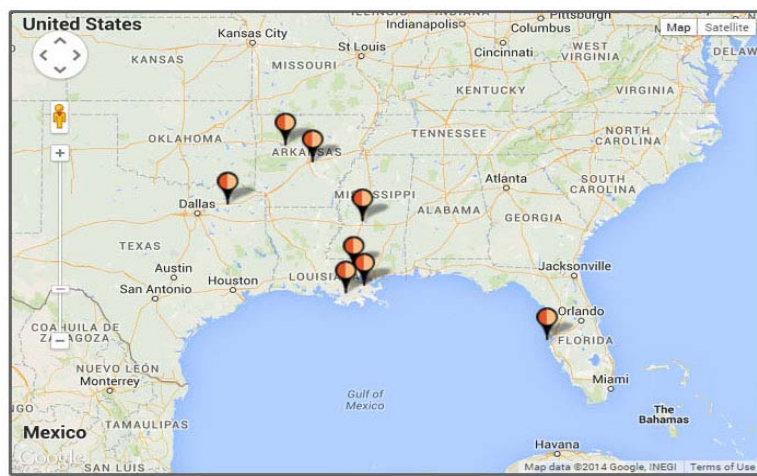 United States
Map
Satellite
Kansas City
Indianapolis
Columbus
Pittsburgh
St Louis
Cincinnati
WEST
VIRGINIA
KANSAS
MISSOURI
KENTUCKY
VIRGINIA
OKLAHOMA
ARKANSAS
TENNESSEE
NORTH
CAROLINA
MISSISSIPPI
Atlanta
SOUTH
CAROLINA
Dallas
ALABAMA
GEORGIA
TEXAS
Austin
San Antonio
Houston
Jacksonville
Orlando
FLORIDA
COAHUILA DE
ZARAGOZA
NUEVO LEÓN
Monterrey
Gulf of
Mexico
Miami
The
Bahamas
Mexico
TAMAULIPAS
Havana
Google
SAN LUIS
Map data ©2014 Google, INEGI
Terms of Use